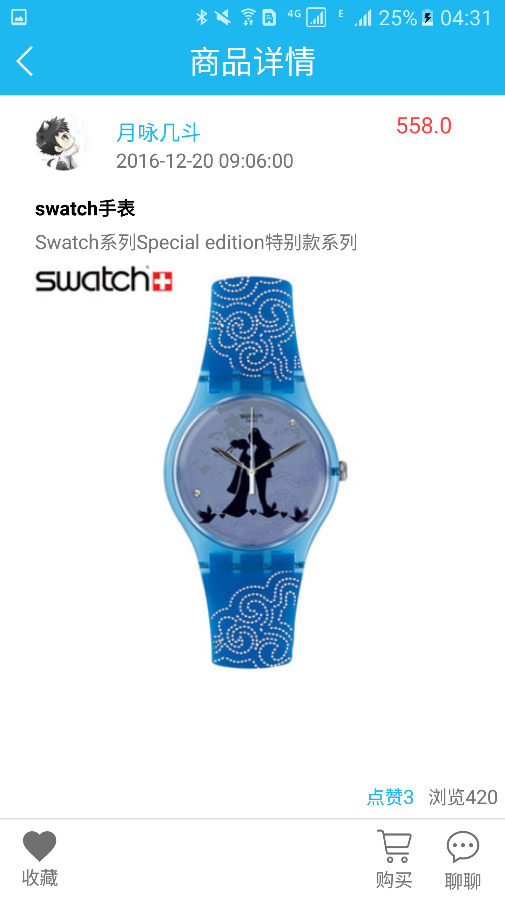 4G E 25% 04:31
商品详情
月咏几斗
558.0
2016-12-20 09:06:00
swatch手表
Swatch系列Special edition特别款系列
swatch
swatch
点赞3 浏览420
收藏
购买
聊聊